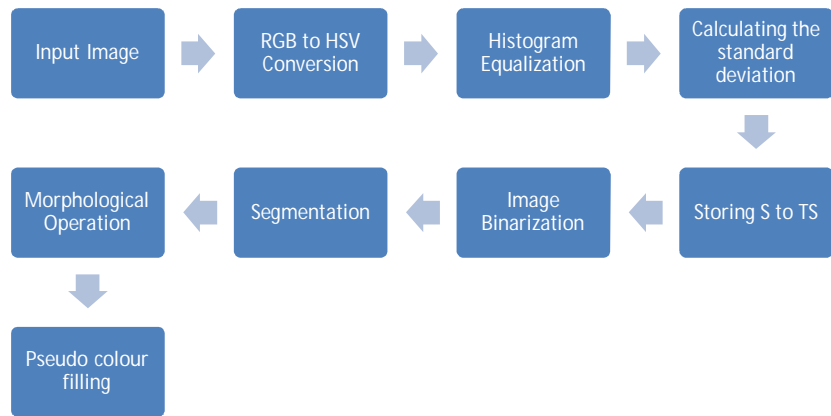 Input Image
RGB to HSV
Conversion
Histogram
Equalization
Calculating the
standard
deviation
Storing S to TS
Image
Binarization
Segmentation
Morphological
Operation
Pseudo colour
filling